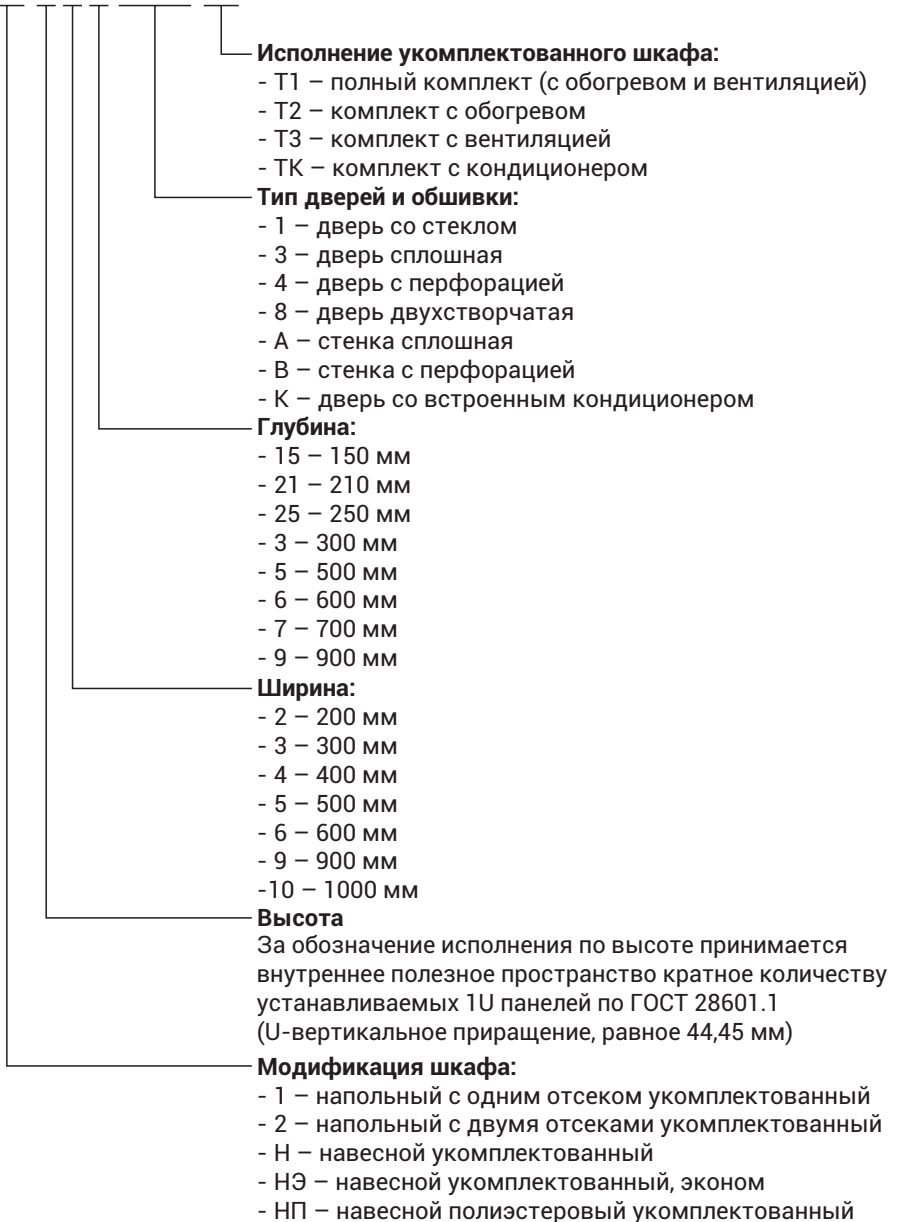 Исполнение укомплектованного шкафа:
- Т1 – полный комплект (с обогревом и вентиляцией)
- Т2 – комплект с обогревом
- Т3 – комплект с вентиляцией
- ТК – комплект с кондиционером
Тип дверей и обшивки:
- 1 – дверь со стеклом
- 3 – дверь сплошная
- 4 – дверь с перфорацией
- 8 – дверь двухстворчатая
- А – стенка сплошная
- В – стенка с перфорацией
- К – дверь со встроенным кондиционером
Глубина:
- 15 – 150 мм
- 21 – 210 мм
- 25 – 250 мм
- 3 – 300 мм
- 5 – 500 мм
- 6 – 600 мм
- 7 – 700 мм
- 9 – 900 мм
Ширина:
- 2 – 200 мм
- 3 – 300 мм
- 4 – 400 мм
- 5 – 500 мм
- 6 – 600 мм
- 9 – 900 мм
-10 – 1000 мм
Высота
За обозначение исполнения по высоте принимается
внутреннее полезное пространство кратное количеству
устанавливаемых 1U панелей по ГОСТ 28601.1
(U-вертикальное приращение, равное 44,45 мм)
Модификация шкафа:
- 1 – напольный с одним отсеком укомплектованный
- 2 – напольный с двумя отсеками укомплектованный
- Н – навесной укомплектованный
- НЭ – навесной укомплектованный, эконом
- НП – навесной полиэстеровый укомплектованный